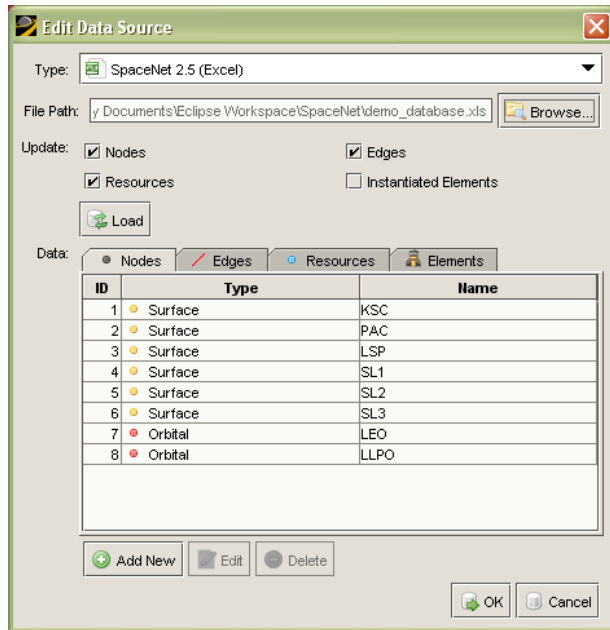 Edit Data Source
Type: SpaceNet 2.5 (Excel)
File Path: y Documents\Eclipse Workspace\SpaceNet\demo_database.xls Browse...
Update: Nodes Edges
Resources Instantiated Elements
Load
Data: Nodes Edges Resources Elements
ID Type Name
1 Surface KSC
2 Surface PAC
3 Surface LSP
4 Surface SL1
5 Surface SL2
6 Surface SL3
7 Orbital LEO
8 Orbital LLPO
Add New Edit Delete
OK Cancel